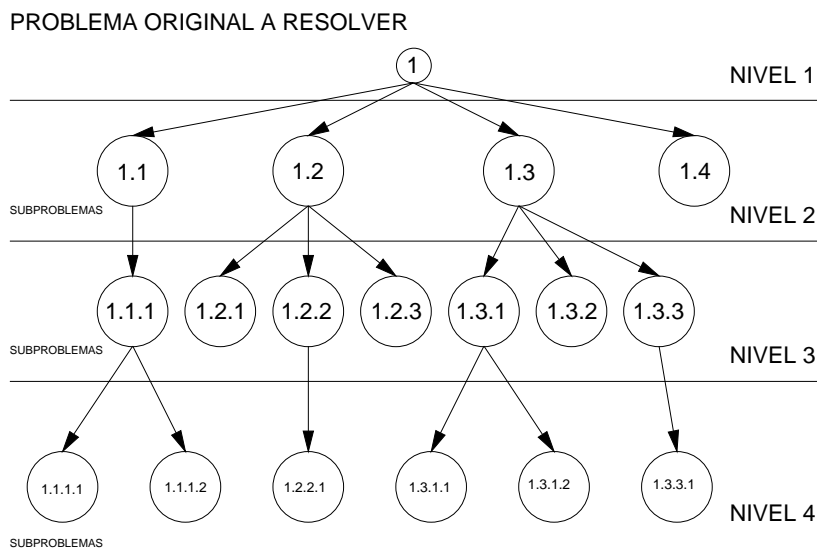 PROBLEMA ORIGINAL A RESOLVER
1
NIVEL 1
1.1
1.2
1.3
1.4
SUBPROBLEMAS
NIVEL 2
1.1.1
1.2.1
1.2.2
1.2.3
1.3.1
1.3.2
1.3.3
SUBPROBLEMAS
NIVEL 3
1.1.1.1
1.1.1.2
1.2.2.1
1.3.1.1
1.3.1.2
1.3.3.1
NIVEL 4
SUBPROBLEMAS